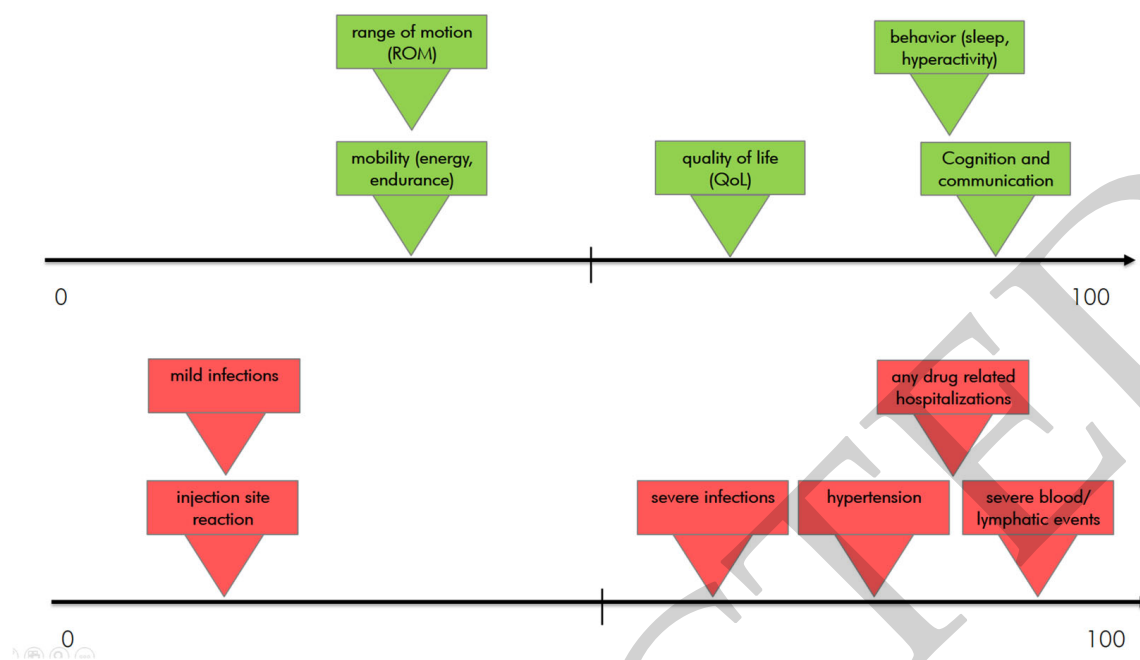 range of motion
(ROM)
behavior (sleep,
hyperactivity)
mobility (energy,
endurance)
quality of life
(QoL)
Cognition and
communication
0
100
mild infections
any drug related
hospitalizations
injection site
reaction
severe infections
hypertension
severe blood/
lymphatic events
0
100
CTED